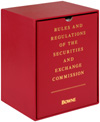 RULES AND
REGULATIONS
OF THE
SECURITIES
AND
EXCHANGE
COMMISSION
BOWNE